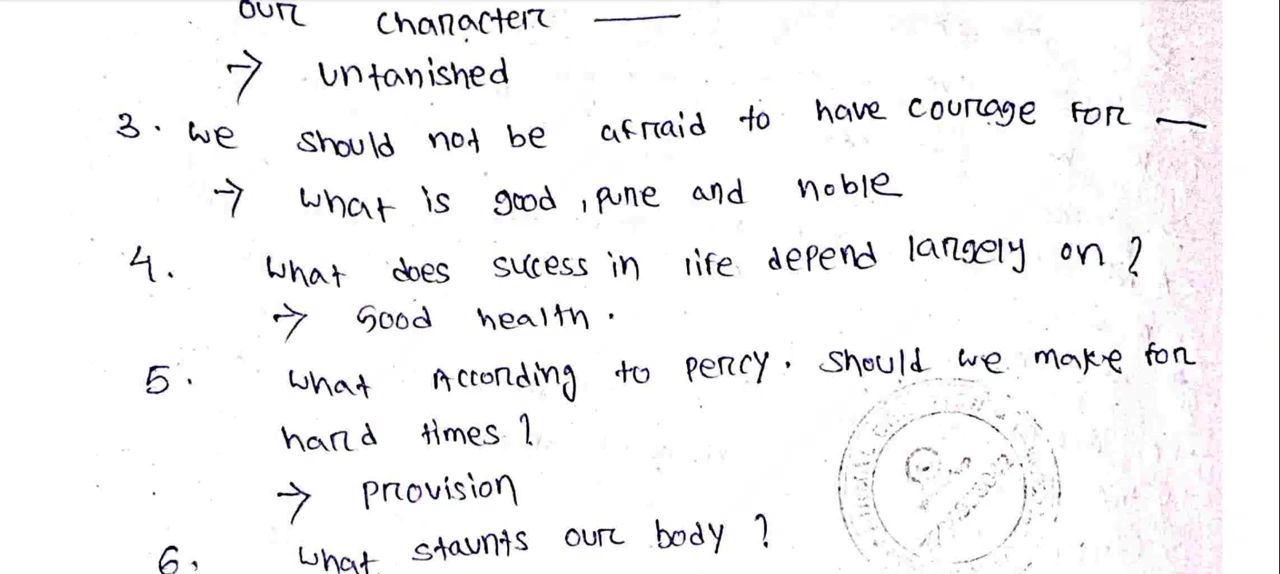 our character —
→ untanished
3. we should not be afraid to have courage for —
→ what is good, pure and noble
4. what does sucess in life depend largely on?
→ Good health.
5. what According to percy. should we make for
hard times?
→ provision
6. what staunts our body?